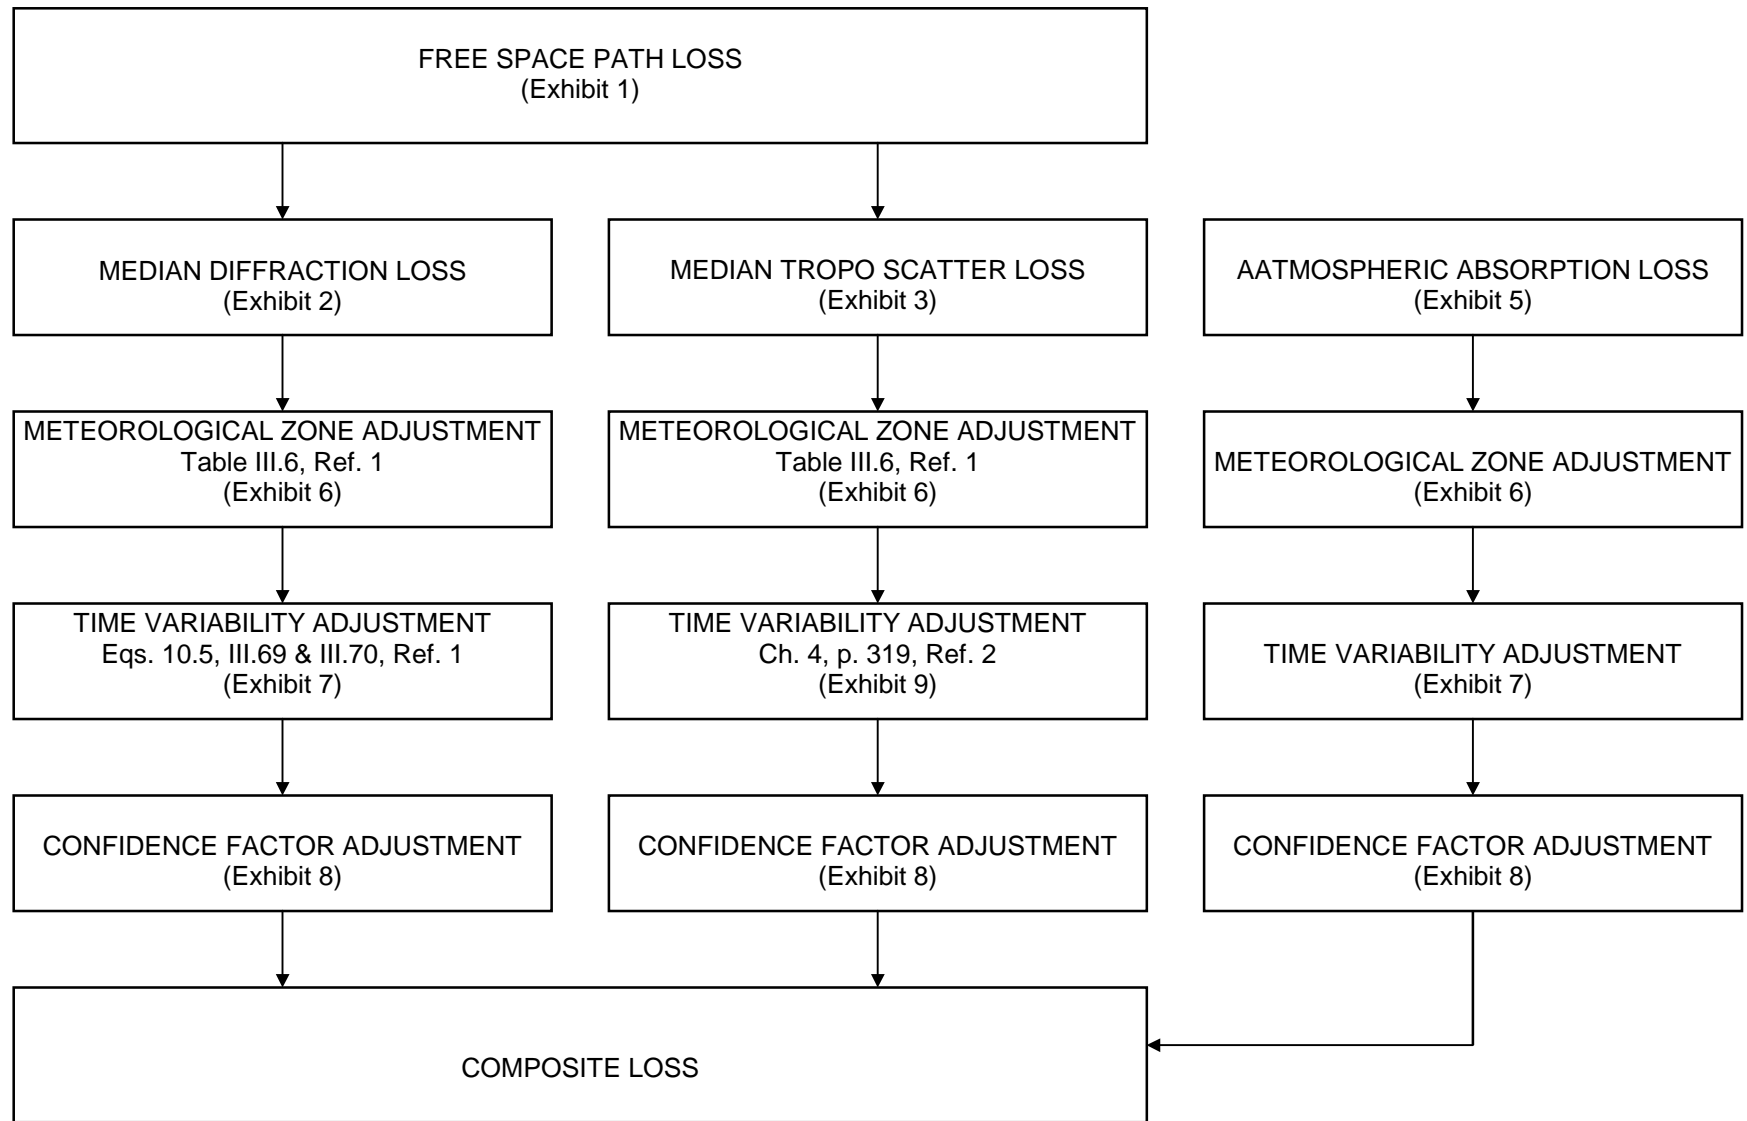 FREE SPACE PATH LOSS
(Exhibit 1)
MEDIAN DIFFRACTION LOSS
(Exhibit 2)
MEDIAN TROPO SCATTER LOSS
(Exhibit 3)
AATMOSPHERIC ABSORPTION LOSS
(Exhibit 5)
METEOROLOGICAL ZONE ADJUSTMENT
Table III.6, Ref. 1
(Exhibit 6)
METEOROLOGICAL ZONE ADJUSTMENT
Table III.6, Ref. 1
(Exhibit 6)
METEOROLOGICAL ZONE ADJUSTMENT
(Exhibit 6)
TIME VARIABILITY ADJUSTMENT
Eqs. 10.5, III.69 & III.70, Ref. 1
(Exhibit 7)
TIME VARIABILITY ADJUSTMENT
Ch. 4, p. 319, Ref. 2
(Exhibit 9)
TIME VARIABILITY ADJUSTMENT
(Exhibit 7)
CONFIDENCE FACTOR ADJUSTMENT
(Exhibit 8)
CONFIDENCE FACTOR ADJUSTMENT
(Exhibit 8)
CONFIDENCE FACTOR ADJUSTMENT
(Exhibit 8)
COMPOSITE LOSS